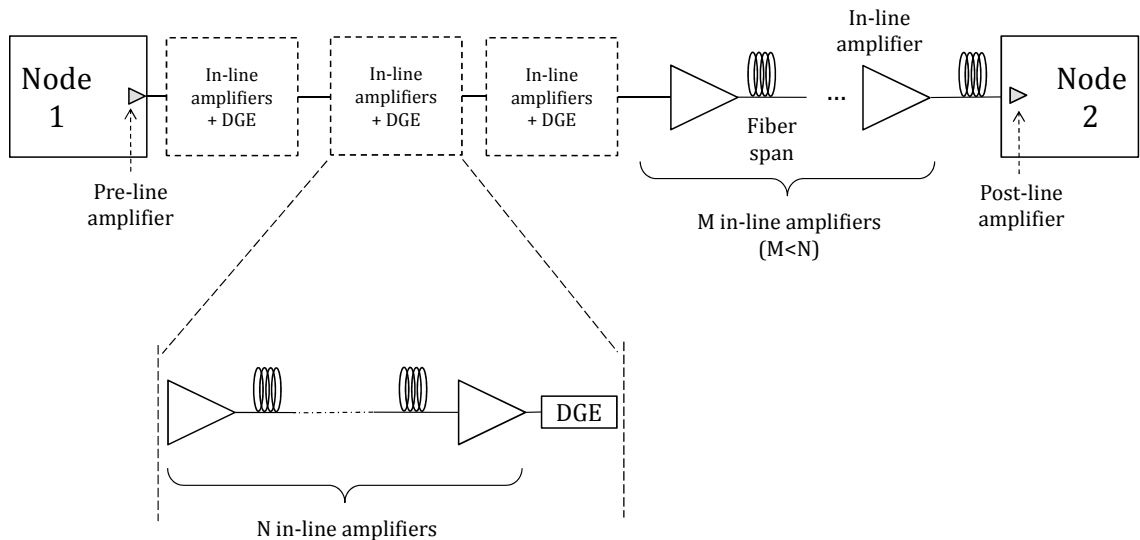 Node
1
In-line
amplifiers
+ DGE
In-line
amplifiers
+ DGE
In-line
amplifiers
+ DGE
In-line
amplifier
...
Fiber
span
Node
2
Pre-line
amplifier
Post-line
amplifier
M in-line amplifiers
(M<N)
DGE
N in-line amplifiers